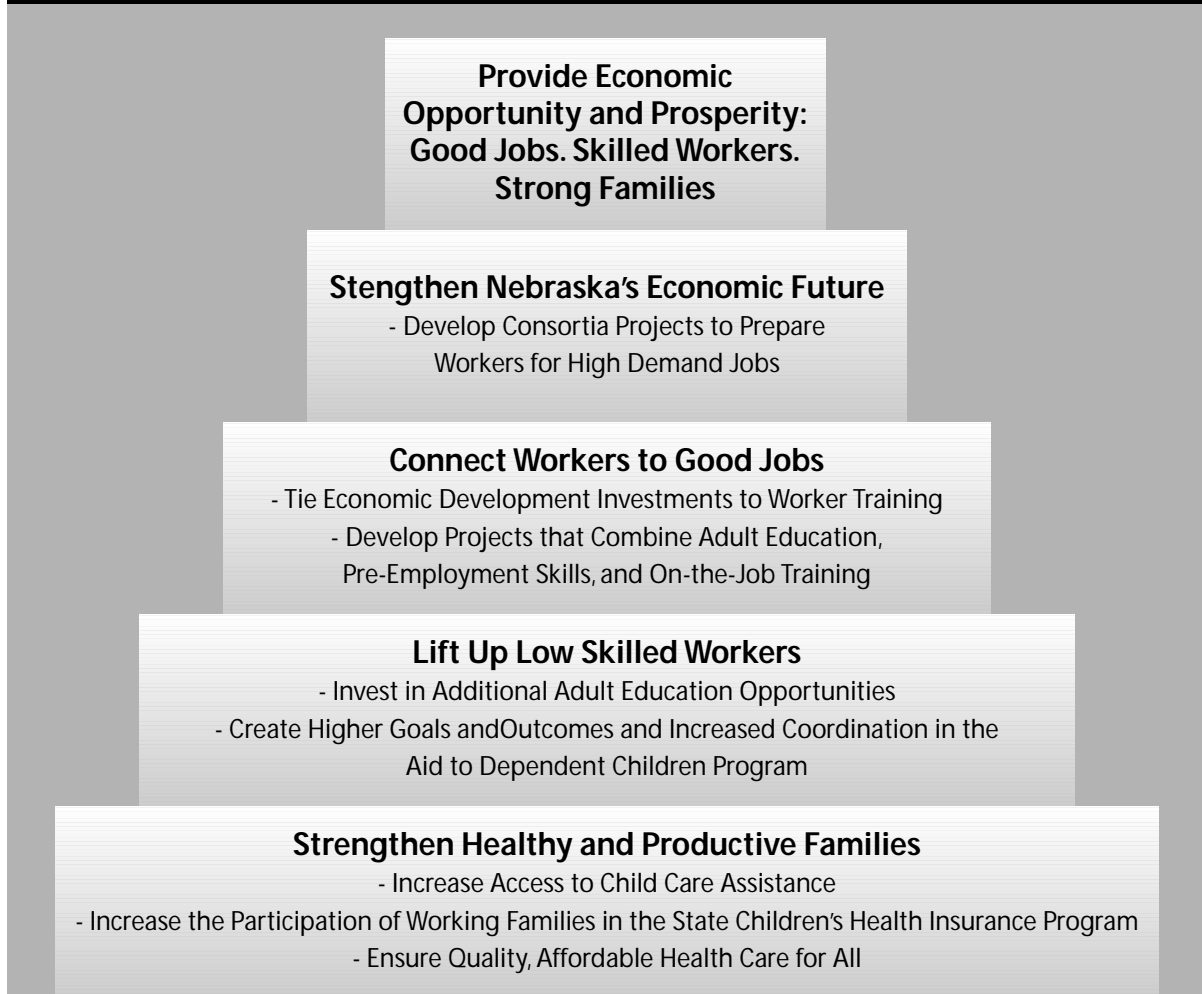 Provide Economic
Opportunity and Prosperity:
Good Jobs. Skilled Workers.
Strong Families
Stengthen Nebraska's Economic Future
- Develop Consortia Projects to Prepare
Workers for High Demand Jobs
Connect Workers to Good Jobs
- Tie Economic Development Investments to Worker Training
- Develop Projects that Combine Adult Education,
Pre-Employment Skills, and On-the-Job Training
Lift Up Low Skilled Workers
- Invest in Additional Adult Education Opportunities
- Create Higher Goals andOutcomes and Increased Coordination in the
Aid to Dependent Children Program
Strengthen Healthy and Productive Families
- Increase Access to Child Care Assistance
- Increase the Participation of Working Families in the State Children's Health Insurance Program
- Ensure Quality, Affordable Health Care for All